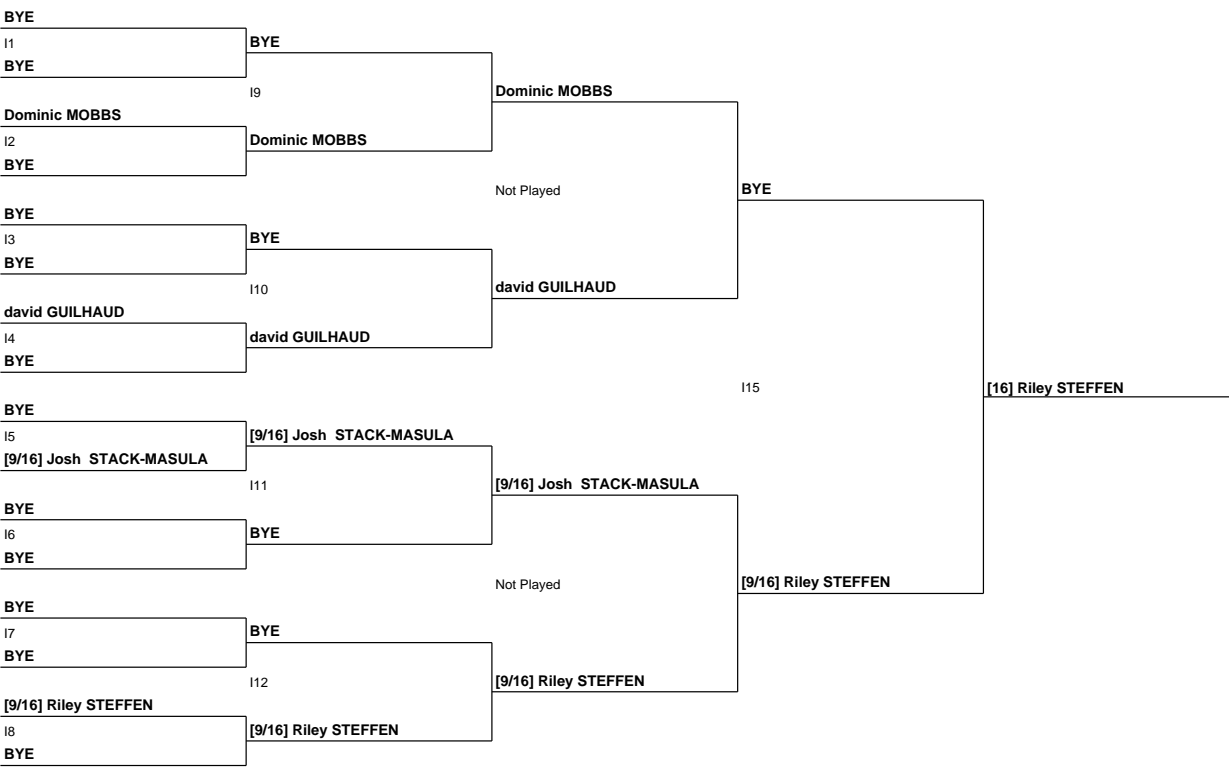 BYE
I1
BYE
BYE
I9
Dominic MOBBS
Dominic MOBBS
I2
Dominic MOBBS
BYE
Not Played
BYE
BYE
I3
BYE
BYE
I10
david GUILHAUD
david GUILHAUD
I4
david GUILHAUD
BYE
I15
[16] Riley STEFFEN
BYE
I5
[9/16] Josh  STACK-MASULA
[9/16] Josh  STACK-MASULA
I11
[9/16] Josh  STACK-MASULA
BYE
I6
BYE
BYE
Not Played
[9/16] Riley STEFFEN
BYE
I7
BYE
BYE
I12
[9/16] Riley STEFFEN
[9/16] Riley STEFFEN
I8
[9/16] Riley STEFFEN
BYE